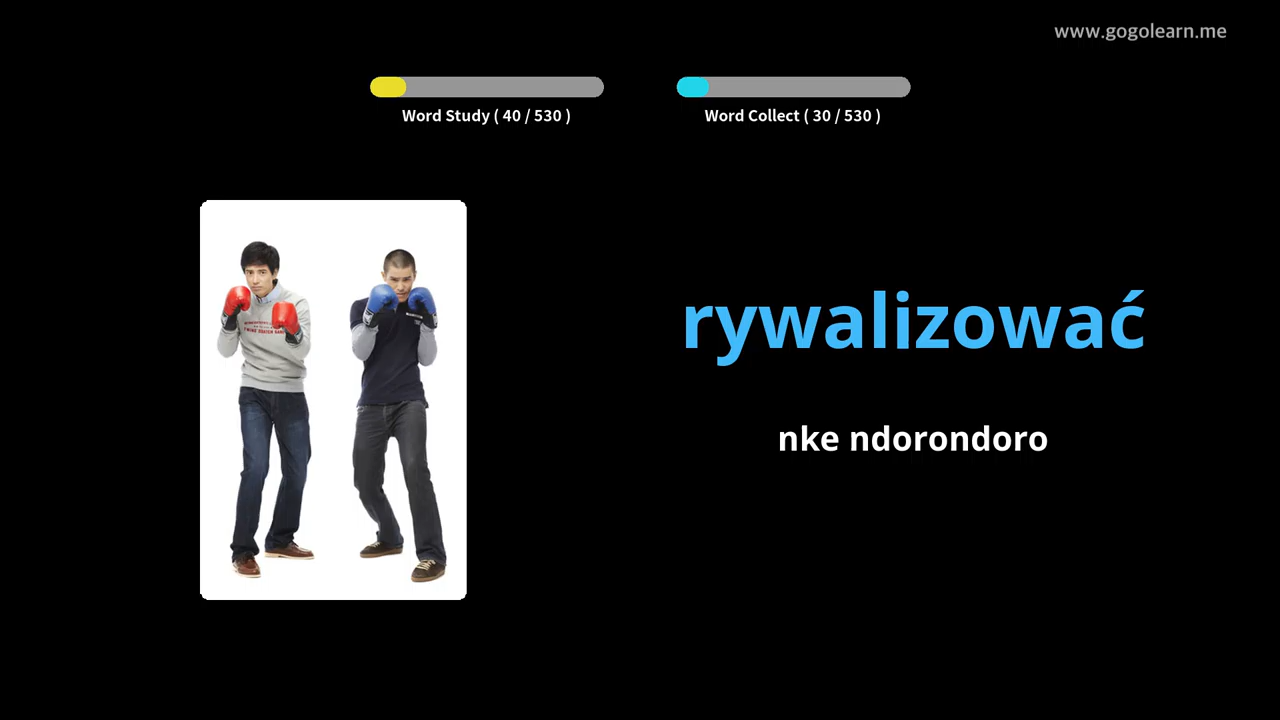 www.gogolearn.me
Word Study ( 40 / 530 )
Word Collect ( 30 / 530 )
rywalizować
nke ndorondoro